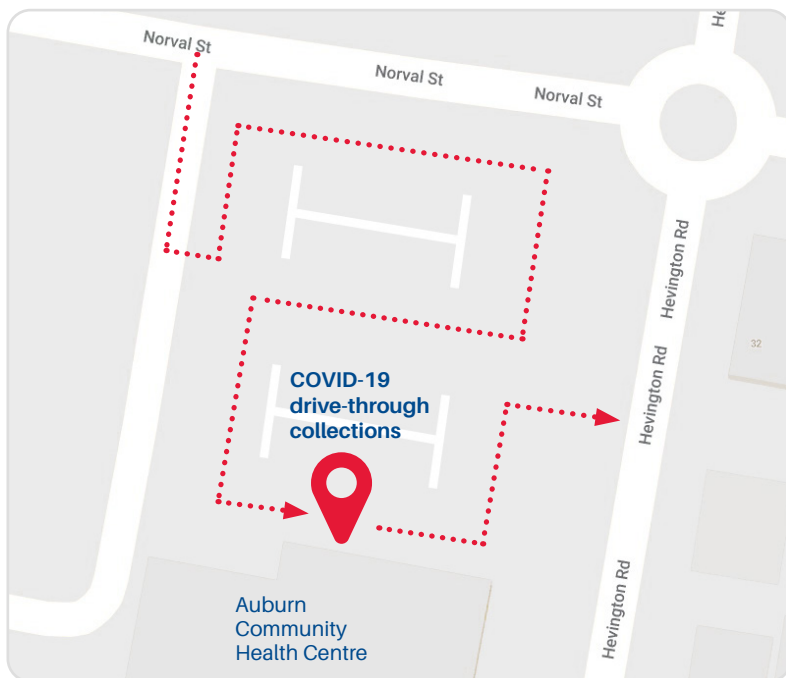 He
Norval St
Norval St
Norval St
Hevington Rd
32
Hevington Rd
COVID-19
drive-through
collections
Hevington Rd
Auburn
Community
Health Centre